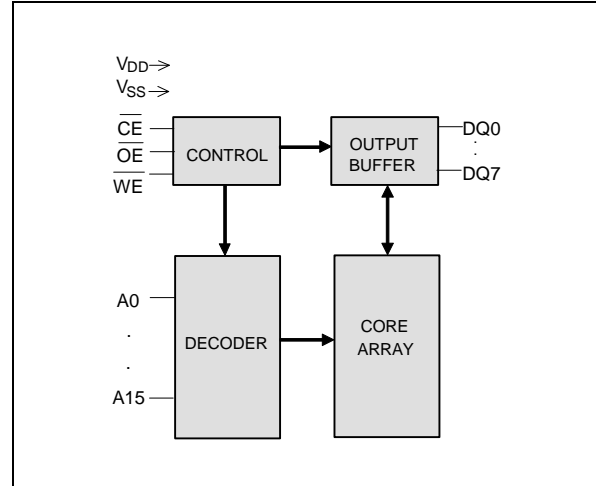 VDD
VSS
CE
OE
WE
CONTROL
OUTPUT
BUFFER
DQ0
.
.
DQ7
A0
.
.
A15
DECODER
CORE
ARRAY